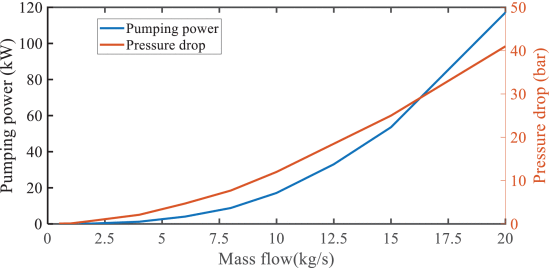 120
100
80
60
40
20
0
Pumping power (kW)
Pumping power
Pressure drop
50
40
30
20
10
0
Pressure drop (bar)
0 2.5 5 7.5 10 12.5 15 17.5 20
Mass flow(kg/s)